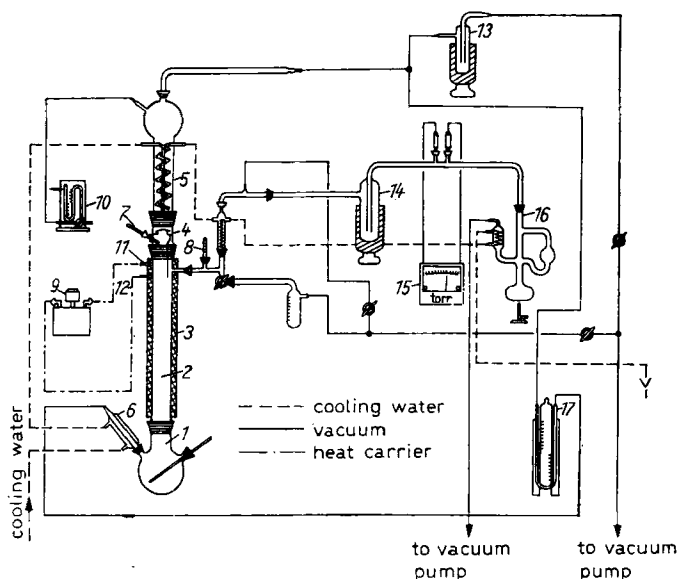 13
14
16
5
10
7
4
8
11
15
torr
9
12
3
2
17
6
cooling water
1
vacuum
heat carrier
cooling water
to vacuum
pump
to vacuum
pump